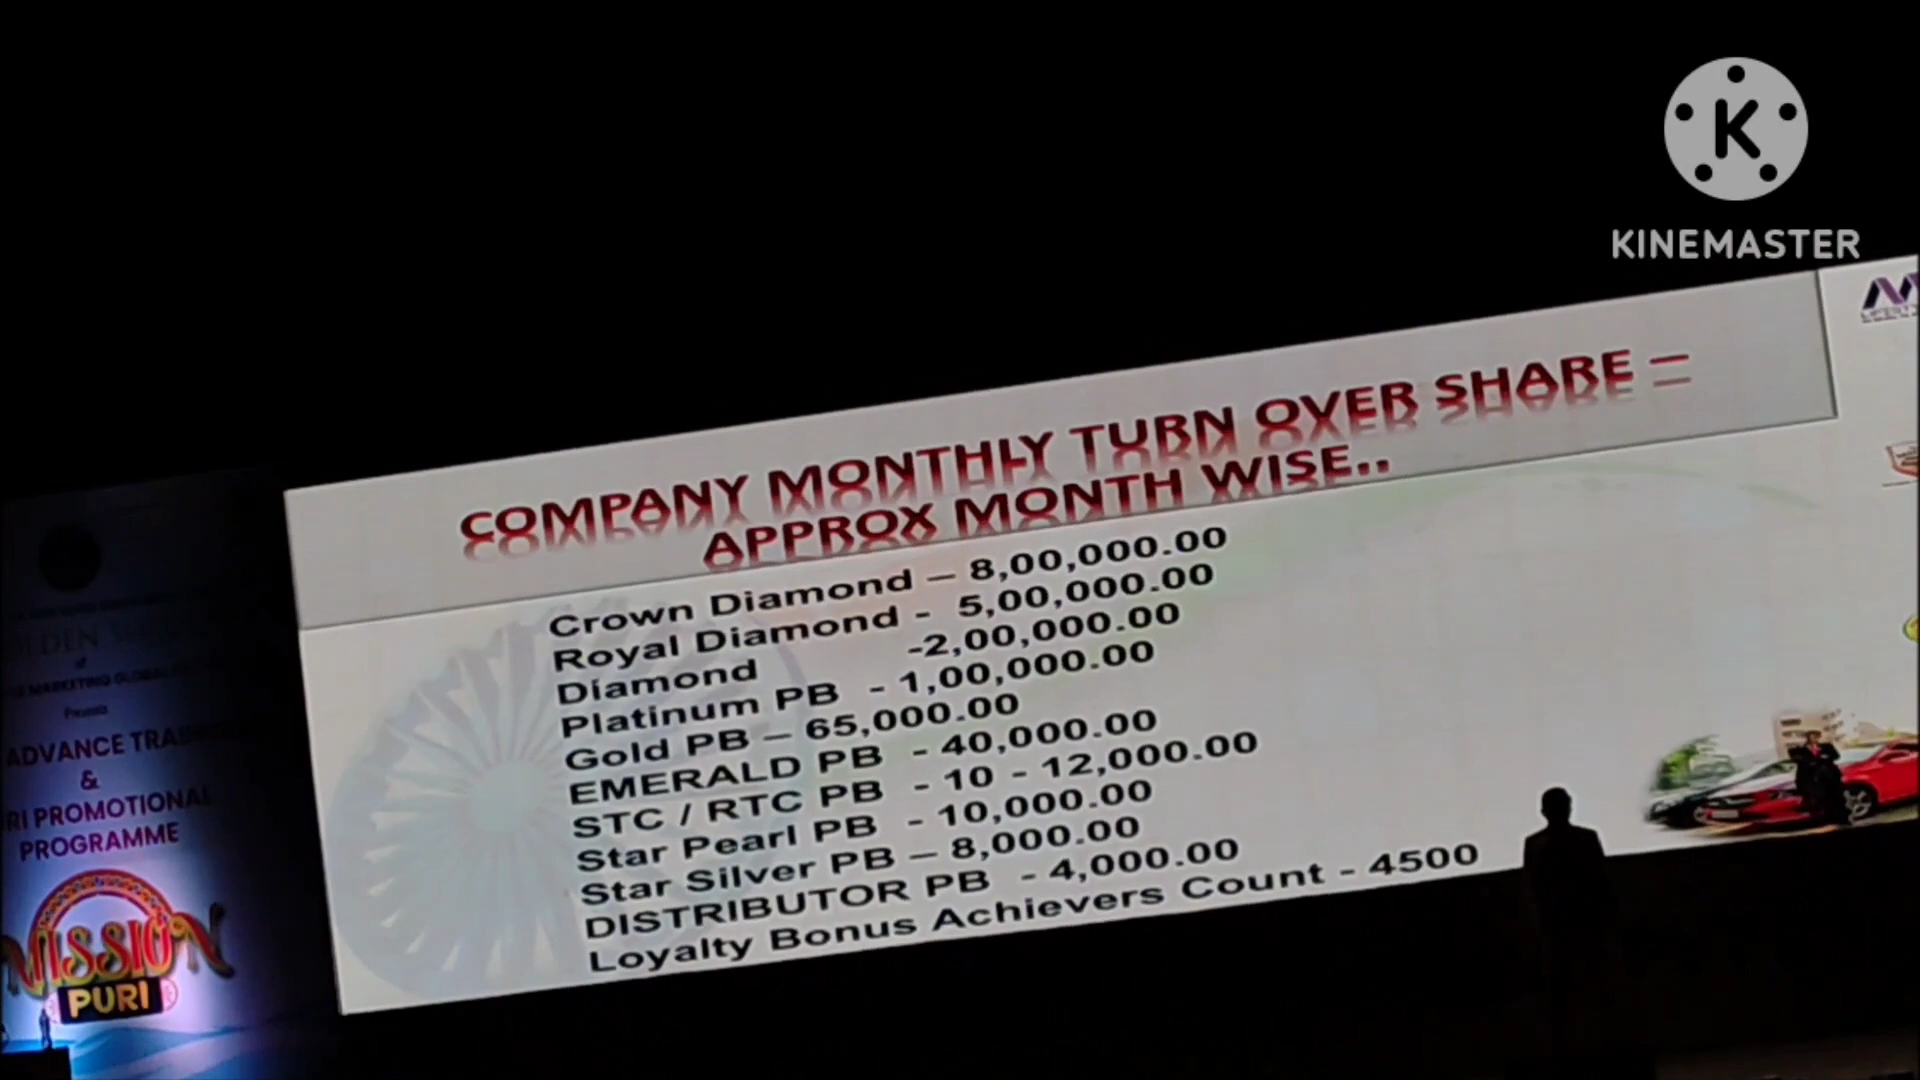 KINEMASTER
COMPANY MONTHLY TURN OVER SHARE –
APPROX MONTH WISE..
Crown Diamond – 8,00,000.00
Royal Diamond - 5,00,000.00
Diamond -2,00,000.00
Platinum PB - 1,00,000.00
Gold PB – 65,000.00
EMERALD PB - 40,000.00
STC / RTC PB - 10 - 12,000.00
Star Pearl PB - 10,000.00
Star Silver PB – 8,000.00
DISTRIBUTOR PB - 4,000.00
Loyalty Bonus Achievers Count - 4500
MARKETING
Presents
ADVANCE
&
PROMOTIONAL
PROGRAMME
MISSION
PURI